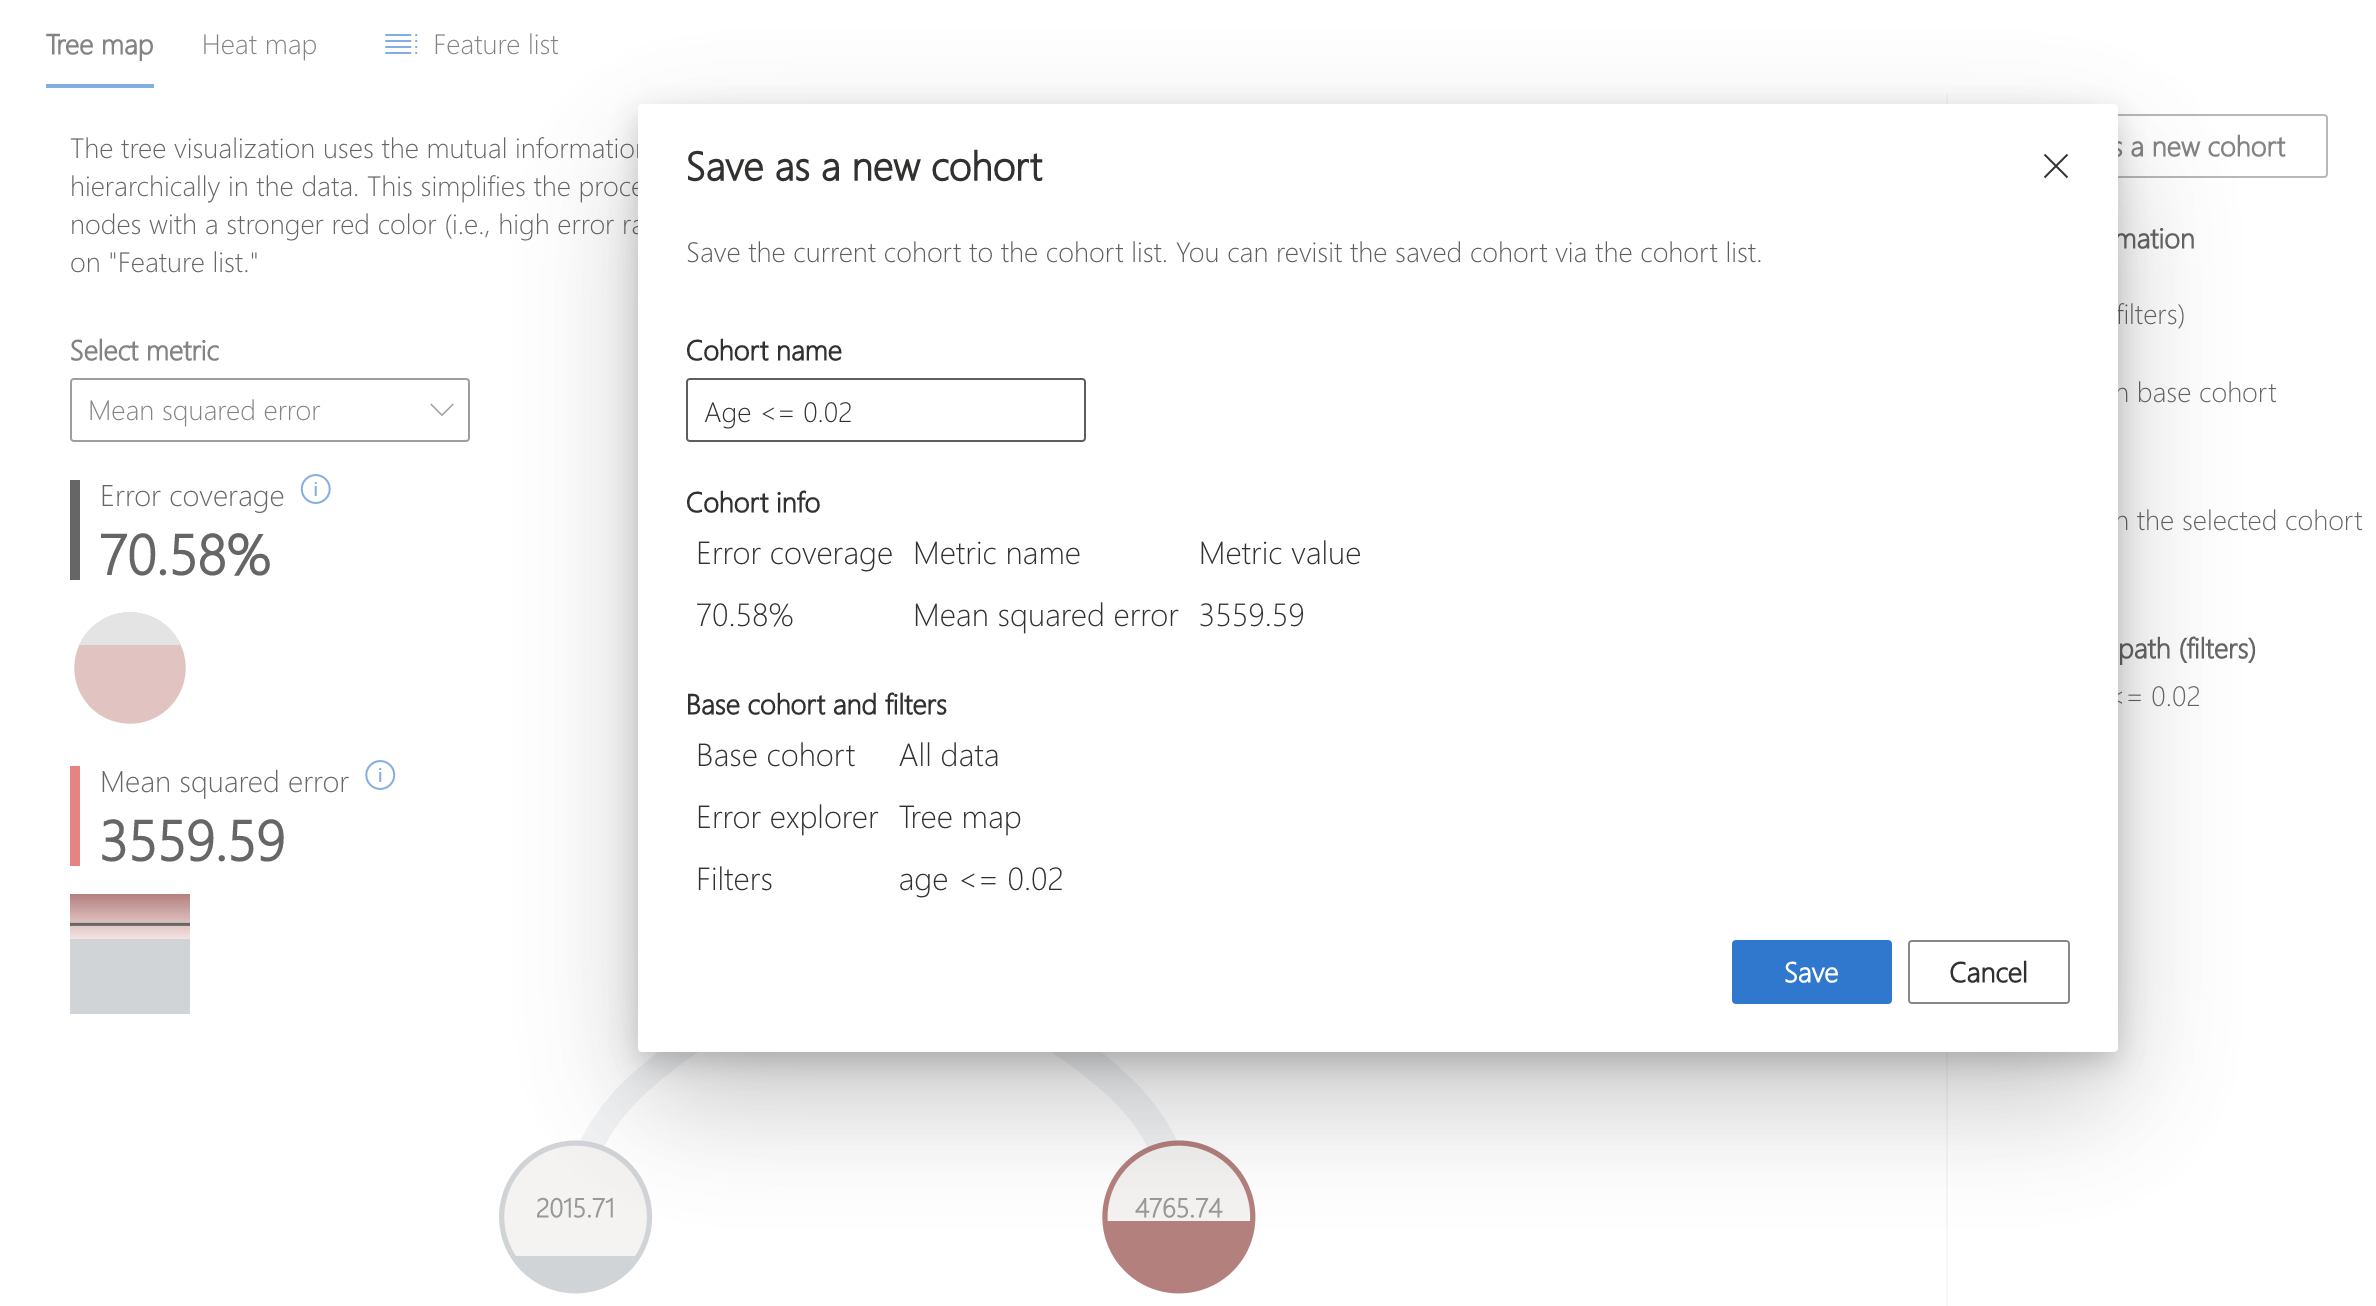 Tree map
Heat map
Feature list
The tree visualization uses the mutual information
hierarchically in the data. This simplifies the
nodes with a stronger red color (i.e., high error
on "Feature list."
Select metric
Mean squared error
Error coverage
70.58%
Mean squared error
3559.59
Save as a new cohort
Save the current cohort to the cohort list. You can revisit the saved cohort via the cohort list.
Cohort name
Age <= 0.02
Cohort info
Error coverage Metric name Metric value
70.58% Mean squared error 3559.59
Base cohort and filters
Base cohort All data
Error explorer Tree map
Filters age <= 0.02
Save
Cancel
a new cohort
filters)
base cohort
the selected cohort
path (filters)
<= 0.02
2015.71
4765.74